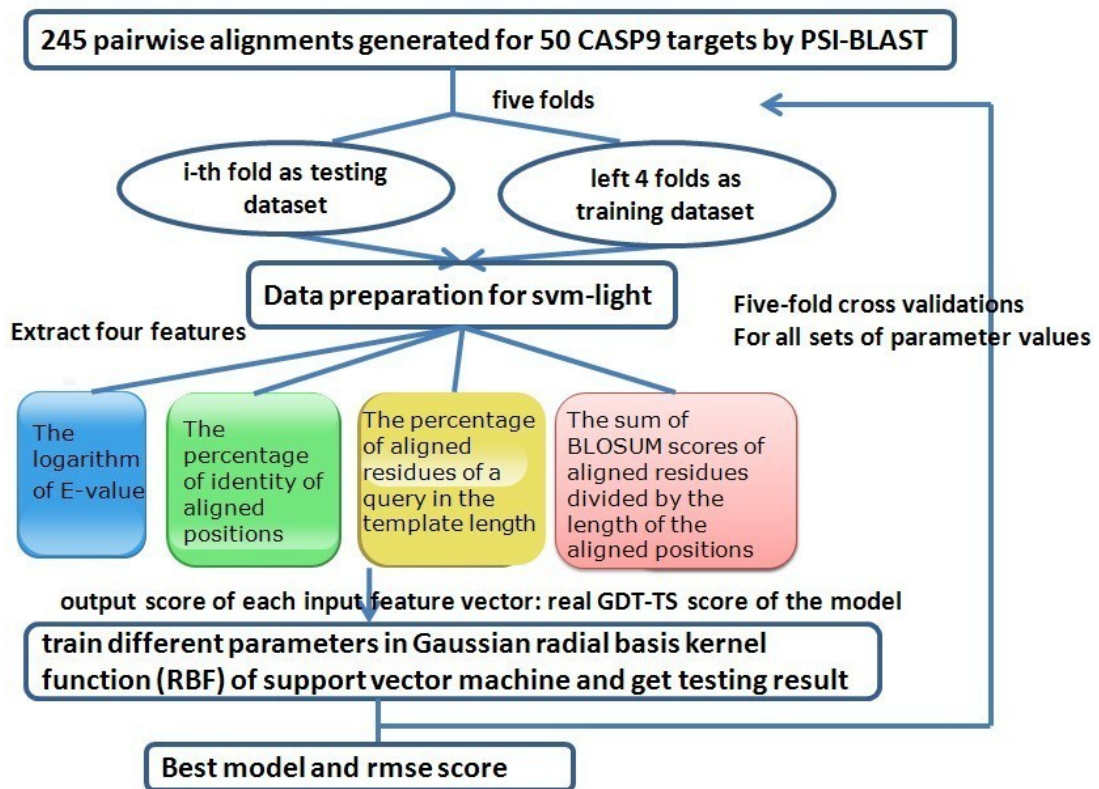 245 pairwise alignments generated for 50 CASP9 targets by PSI-BLAST
five folds
i-th fold as testing
dataset
left 4 folds as
training dataset
Data preparation for svm-light
Extract four features
Five-fold cross validations
For all sets of parameter values
The
logarithm
of E-value
The
percentage
of identity of
aligned
positions
The percentage
of aligned
residues of a
query in the
template length
The sum of
BLOSUM scores of
aligned residues
divided by the
length of the
aligned positions
output score of each input feature vector: real GDT-TS score of the model
train different parameters in Gaussian radial basis kernel
function (RBF) of support vector machine and get testing result
Best model and rmse score